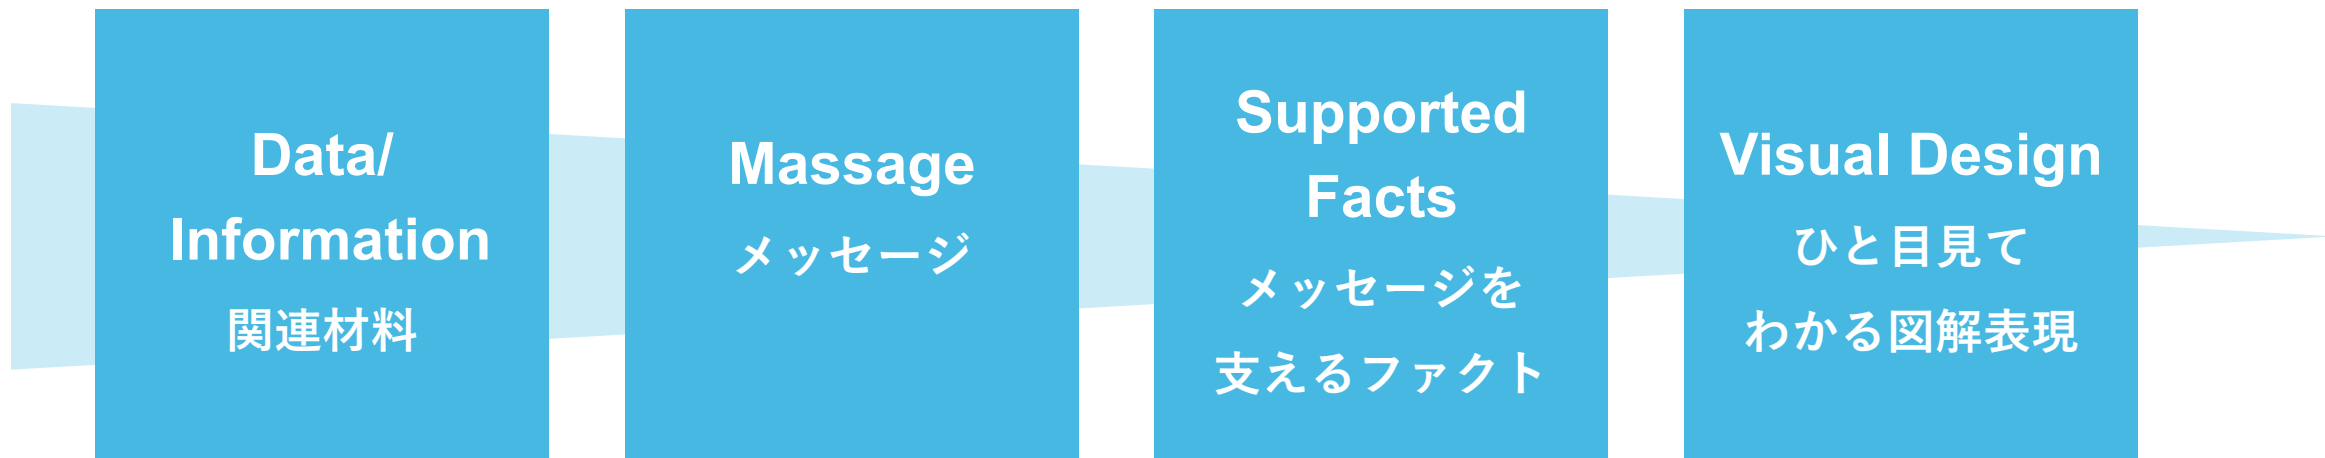 Data/
Information
関連材料
Massage
メッセージ
Supported
Facts
メッセージを
支えるファクト
Visual Design
ひと目見て
わかる図解表現